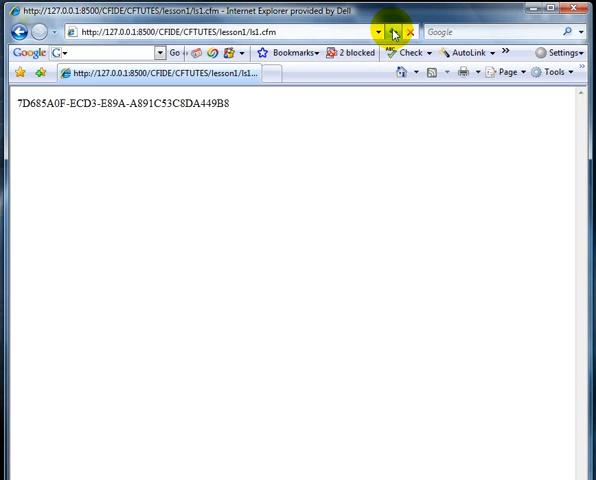 http://127.0.0.1:8500/CFIDE/CFTUTES/lesson1/ls1.cfm - Internet Explorer provided by Dell
http://127.0.0.1:8500/CFIDE/CFTUTES/lesson1/ls1.cfm
Google
Google G Go Bookmarks 2 blocked ABC Check AutoLink » Settings
http://127.0.0.1:8500/CFIDE/CFTUTES/lesson1/ls1... Page Tools »
7D685A0F-ECD3-E89A-A891C53C8DA449B8